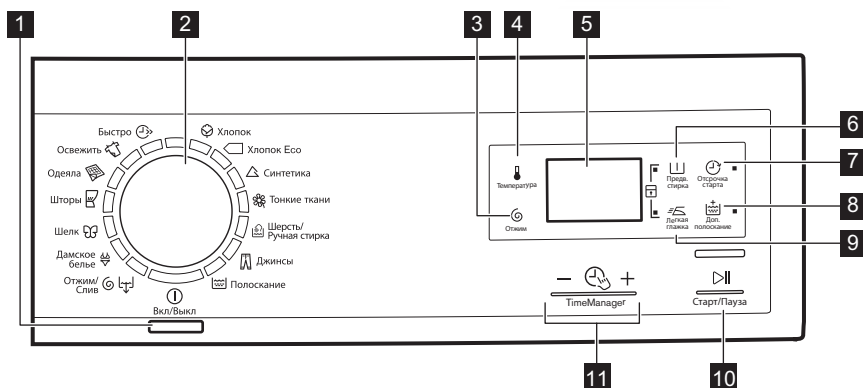 1
2
3
4
5
6
7
8
9
10
11
Быстро
Освежить
Одеяла
Шторы
Шелк
Дамское
белье
Отжим/
Слив
Хлопок
Хлопок Eco
Синтетика
Тонкие ткани
Шерсть/
Ручная стирка
Джинсы
Полоскание
Вкл/Выкл
Температура
Отжим
Предв.
стирка
Отсрочка
старта
Легкая
глажка
Доп.
полоскание
TimeManager
Старт/Пауза